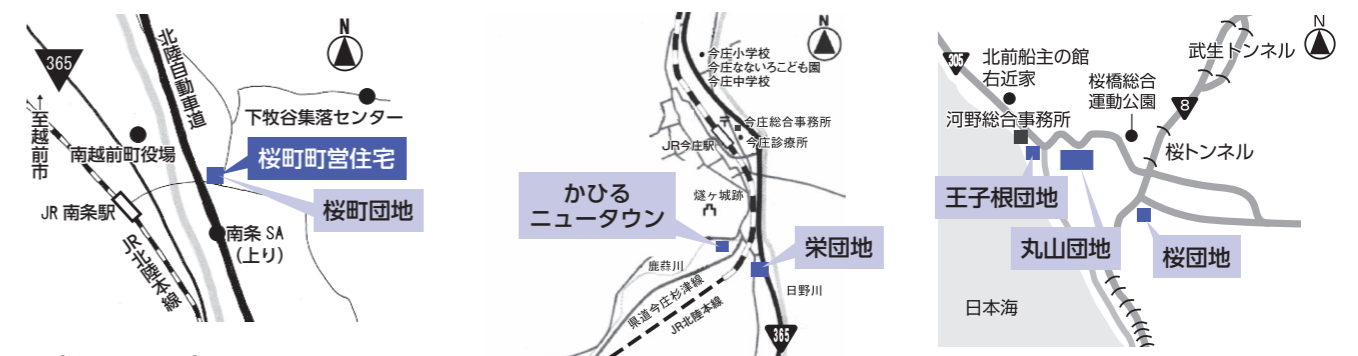 N
365
北陸自動車道
下牧谷集落センター
→至越前市
南越前町役場
桜町町営住宅
桜町団地
JR 南条駅
南条 SA
(上り)
JR北陸本線
N
今庄小学校
今庄なないろこども園
今庄中学校
今庄総合事務所
今庄診療所
JR今庄駅
燧ヶ城跡
かひる
ニュータウン
栄団地
鹿蒜川
日野川
県道今庄杉津線
JR北陸本線
365
N
305
北前船主の館
右近家
武生トンネル
桜橋総合
運動公園
8
河野総合事務所
桜トンネル
王子根団地
丸山団地
桜団地
日本海